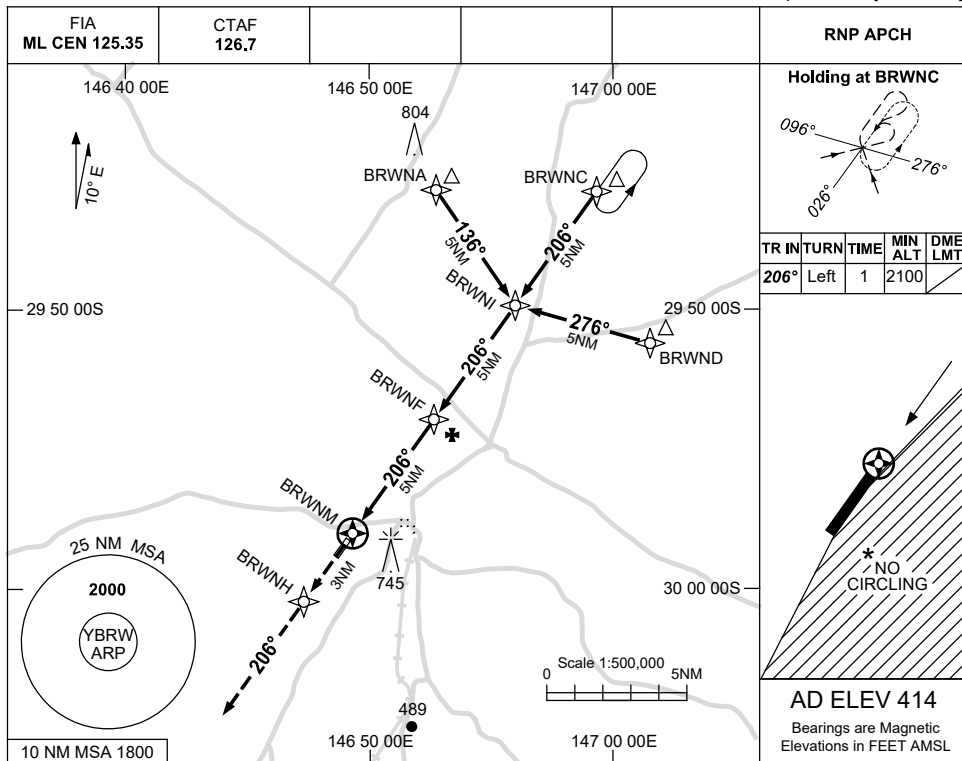 FIA
ML CEN 125.35
CTAF
126.7
RNP APCH
146 40 00E
146 50 00E
147 00 00E
Holding at BRWNC
096°
276°
026°
TR IN TURN TIME MIN ALT DME LMT
206° Left 1 2100
10° E
804
BRWNA
BRWNC
136°
5NM
206°
5NM
BRWNI
29 50 00S
29 50 00S
276°
5NM
BRWND
206°
5NM
BRWNF
206°
5NM
BRWNM
3NM
745
BRWNH
206°
25 NM MSA
2000
YBRW
ARP
30 00 00S
Scale 1:500,000
0
5NM
489
10 NM MSA 1800
146 50 00E
147 00 00E
* NO
CIRCLING
AD ELEV 414
Bearings are Magnetic
Elevations in FEET AMSL